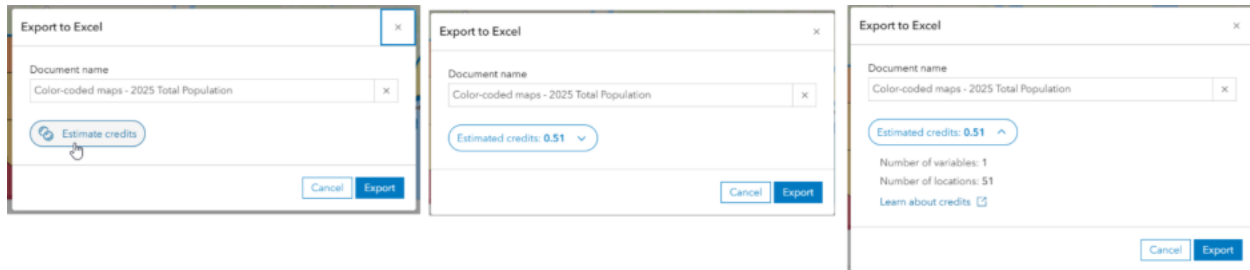 Export to Excel
×
Document name
Color-coded maps - 2025 Total Population
×
Estimate credits
Cancel
Export
Export to Excel
×
Document name
Color-coded maps - 2025 Total Population
×
Estimated credits: 0.51
Cancel
Export
Export to Excel
×
Document name
Color-coded maps - 2025 Total Population
×
Estimated credits: 0.51
Number of variables: 1
Number of locations: 51
Learn about credits
Cancel
Export